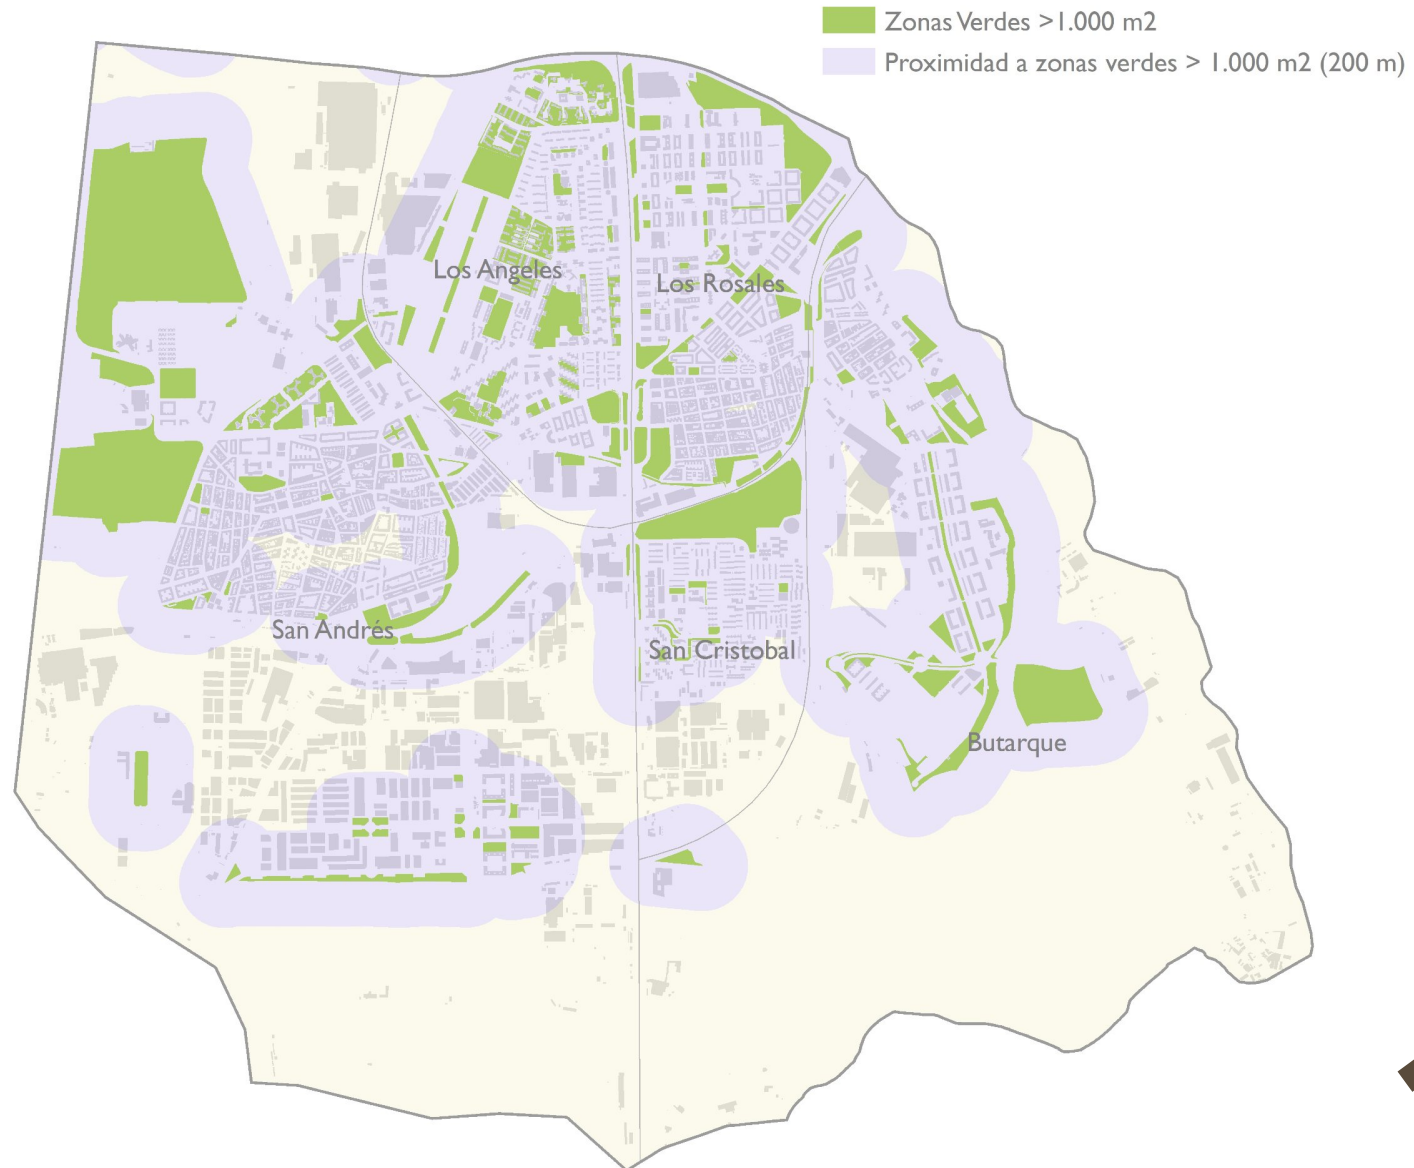 Zonas Verdes >1.000 m2
Proximidad a zonas verdes > 1.000 m2 (200 m)
Los Angeles
Los Rosales
San Andrés
San Cristobal
Butarque